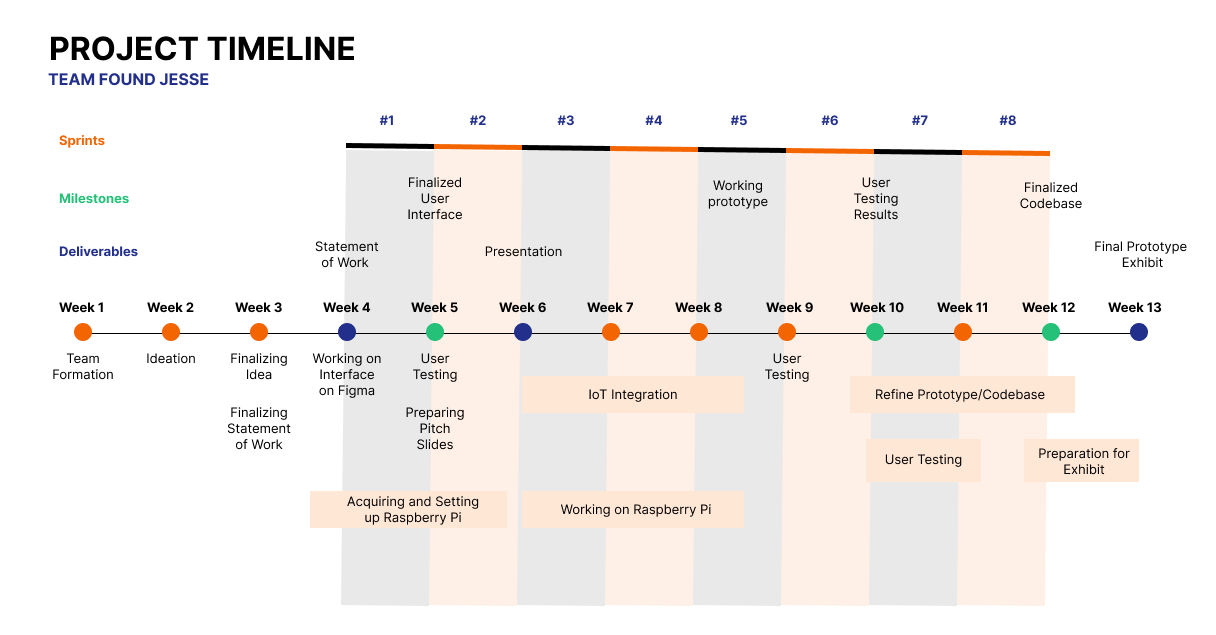 PROJECT TIMELINE
TEAM FOUND JESSE
#1 #2 #3 #4 #5 #6 #7 #8
Sprints
Milestones
Finalized
User
Interface
Working
prototype
User
Testing
Results
Finalized
Codebase
Deliverables
Statement
of Work
Presentation
Final Prototype
Exhibit
Week 1 Week 2 Week 3 Week 4 Week 5 Week 6 Week 7 Week 8 Week 9 Week 10 Week 11 Week 12 Week 13
Team
Formation
Ideation
Finalizing
Idea
Finalizing
Statement
of Work
Working on
Interface
on Figma
User
Testing
Preparing
Pitch
Slides
User
Testing
IoT Integration
Refine Prototype/Codebase
User Testing
Preparation for
Exhibit
Acquiring and Setting
up Raspberry Pi
Working on Raspberry Pi